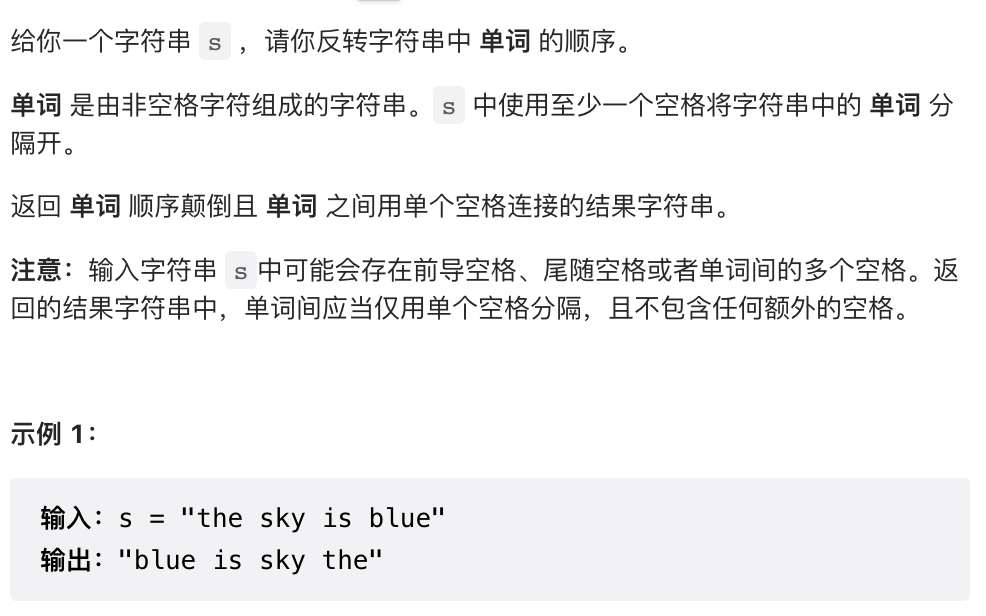 给你一个字符串 s ，请你反转字符串中 单词 的顺序。
单词 是由非空格字符组成的字符串。s 中使用至少一个空格将字符串中的 单词 分
隔开。
返回 单词 顺序颠倒且 单词 之间用单个空格连接的结果字符串。
注意：输入字符串 s中可能会存在前导空格、尾随空格或者单词间的多个空格。返
回的结果字符串中，单词间应当仅用单个空格分隔，且不包含任何额外的空格。
示例 1：
输入：s = "the sky is blue"
输出："blue is sky the"